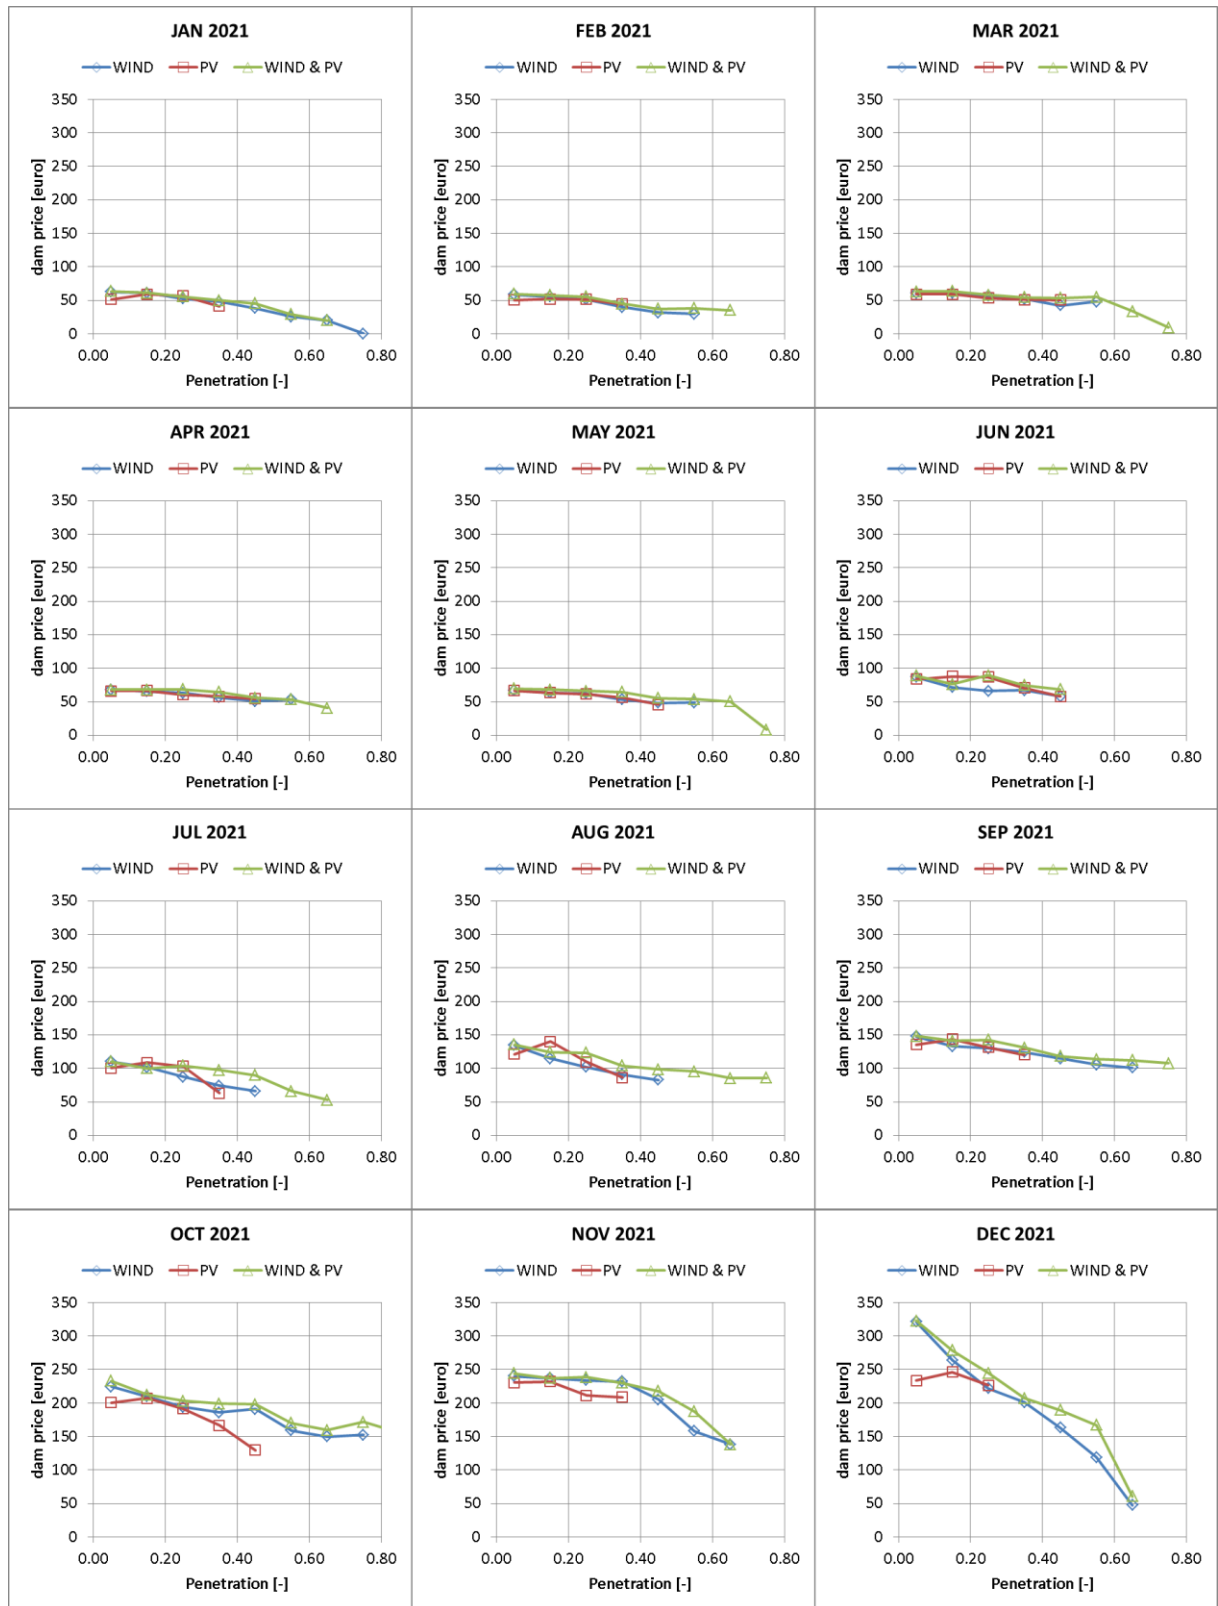 JAN 2021
WIND PV WIND & PV
350
300
250
200
150
100
50
0
dam price [euro]
0.00 0.20 0.40 0.60 0.80
Penetration [-]
FEB 2021
WIND PV WIND & PV
350
300
250
200
150
100
50
0
dam price [euro]
0.00 0.20 0.40 0.60 0.80
Penetration [-]
MAR 2021
WIND PV WIND & PV
350
300
250
200
150
100
50
0
dam price [euro]
0.00 0.20 0.40 0.60 0.80
Penetration [-]
APR 2021
WIND PV WIND & PV
350
300
250
200
150
100
50
0
dam price [euro]
0.00 0.20 0.40 0.60 0.80
Penetration [-]
MAY 2021
WIND PV WIND & PV
350
300
250
200
150
100
50
0
dam price [euro]
0.00 0.20 0.40 0.60 0.80
Penetration [-]
JUN 2021
WIND PV WIND & PV
350
300
250
200
150
100
50
0
dam price [euro]
0.00 0.20 0.40 0.60 0.80
Penetration [-]
JUL 2021
WIND PV WIND & PV
350
300
250
200
150
100
50
0
dam price [euro]
0.00 0.20 0.40 0.60 0.80
Penetration [-]
AUG 2021
WIND PV WIND & PV
350
300
250
200
150
100
50
0
dam price [euro]
0.00 0.20 0.40 0.60 0.80
Penetration [-]
SEP 2021
WIND PV WIND & PV
350
300
250
200
150
100
50
0
dam price [euro]
0.00 0.20 0.40 0.60 0.80
Penetration [-]
OCT 2021
WIND PV WIND & PV
350
300
250
200
150
100
50
0
dam price [euro]
0.00 0.20 0.40 0.60 0.80
Penetration [-]
NOV 2021
WIND PV WIND & PV
350
300
250
200
150
100
50
0
dam price [euro]
0.00 0.20 0.40 0.60 0.80
Penetration [-]
DEC 2021
WIND PV WIND & PV
350
300
250
200
150
100
50
0
dam price [euro]
0.00 0.20 0.40 0.60 0.80
Penetration [-]